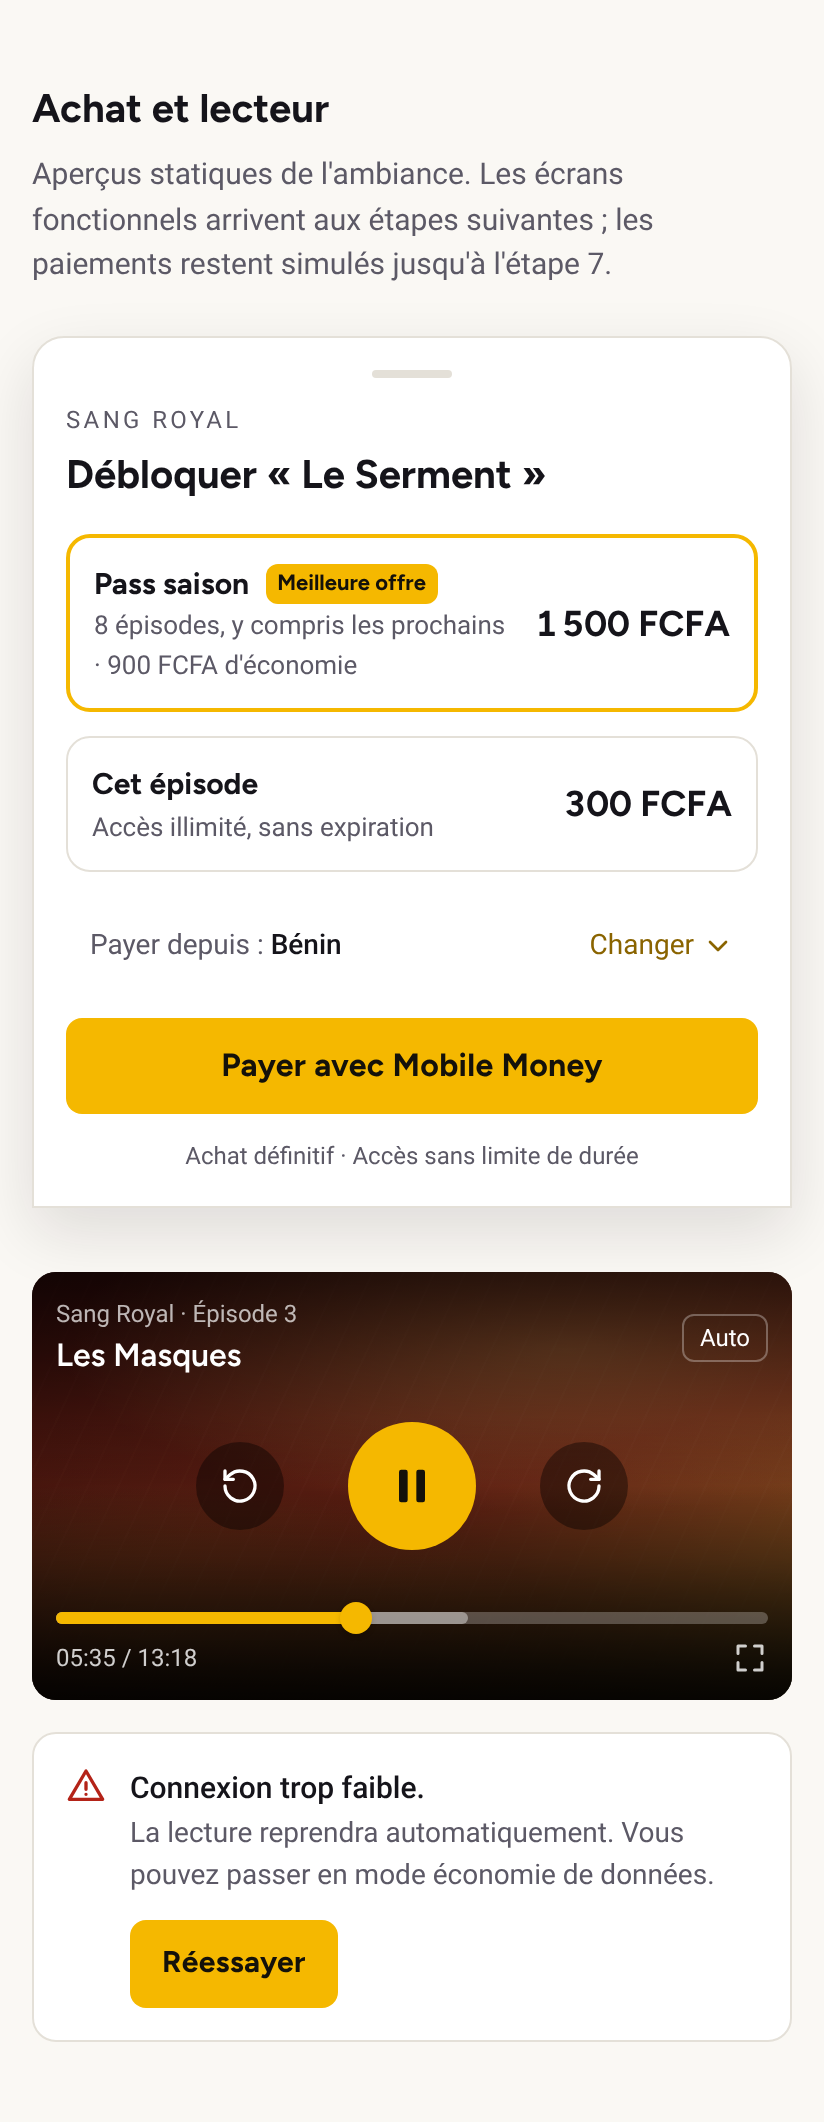 Achat et lecteur
Aperçus statiques de l'ambiance. Les écrans
fonctionnels arrivent aux étapes suivantes ; les
paiements restent simulés jusqu'à l'étape 7.
SANG ROYAL
Débloquer « Le Serment »
Pass saison Meilleure offre
8 épisodes, y compris les prochains
· 900 FCFA d'économie
1 500 FCFA
Cet épisode
Accès illimité, sans expiration
300 FCFA
Payer depuis : Bénin Changer
Payer avec Mobile Money
Achat définitif · Accès sans limite de durée
Sang Royal · Épisode 3
Les Masques
Auto
05:35 / 13:18
Connexion trop faible.
La lecture reprendra automatiquement. Vous
pouvez passer en mode économie de données.
Réessayer